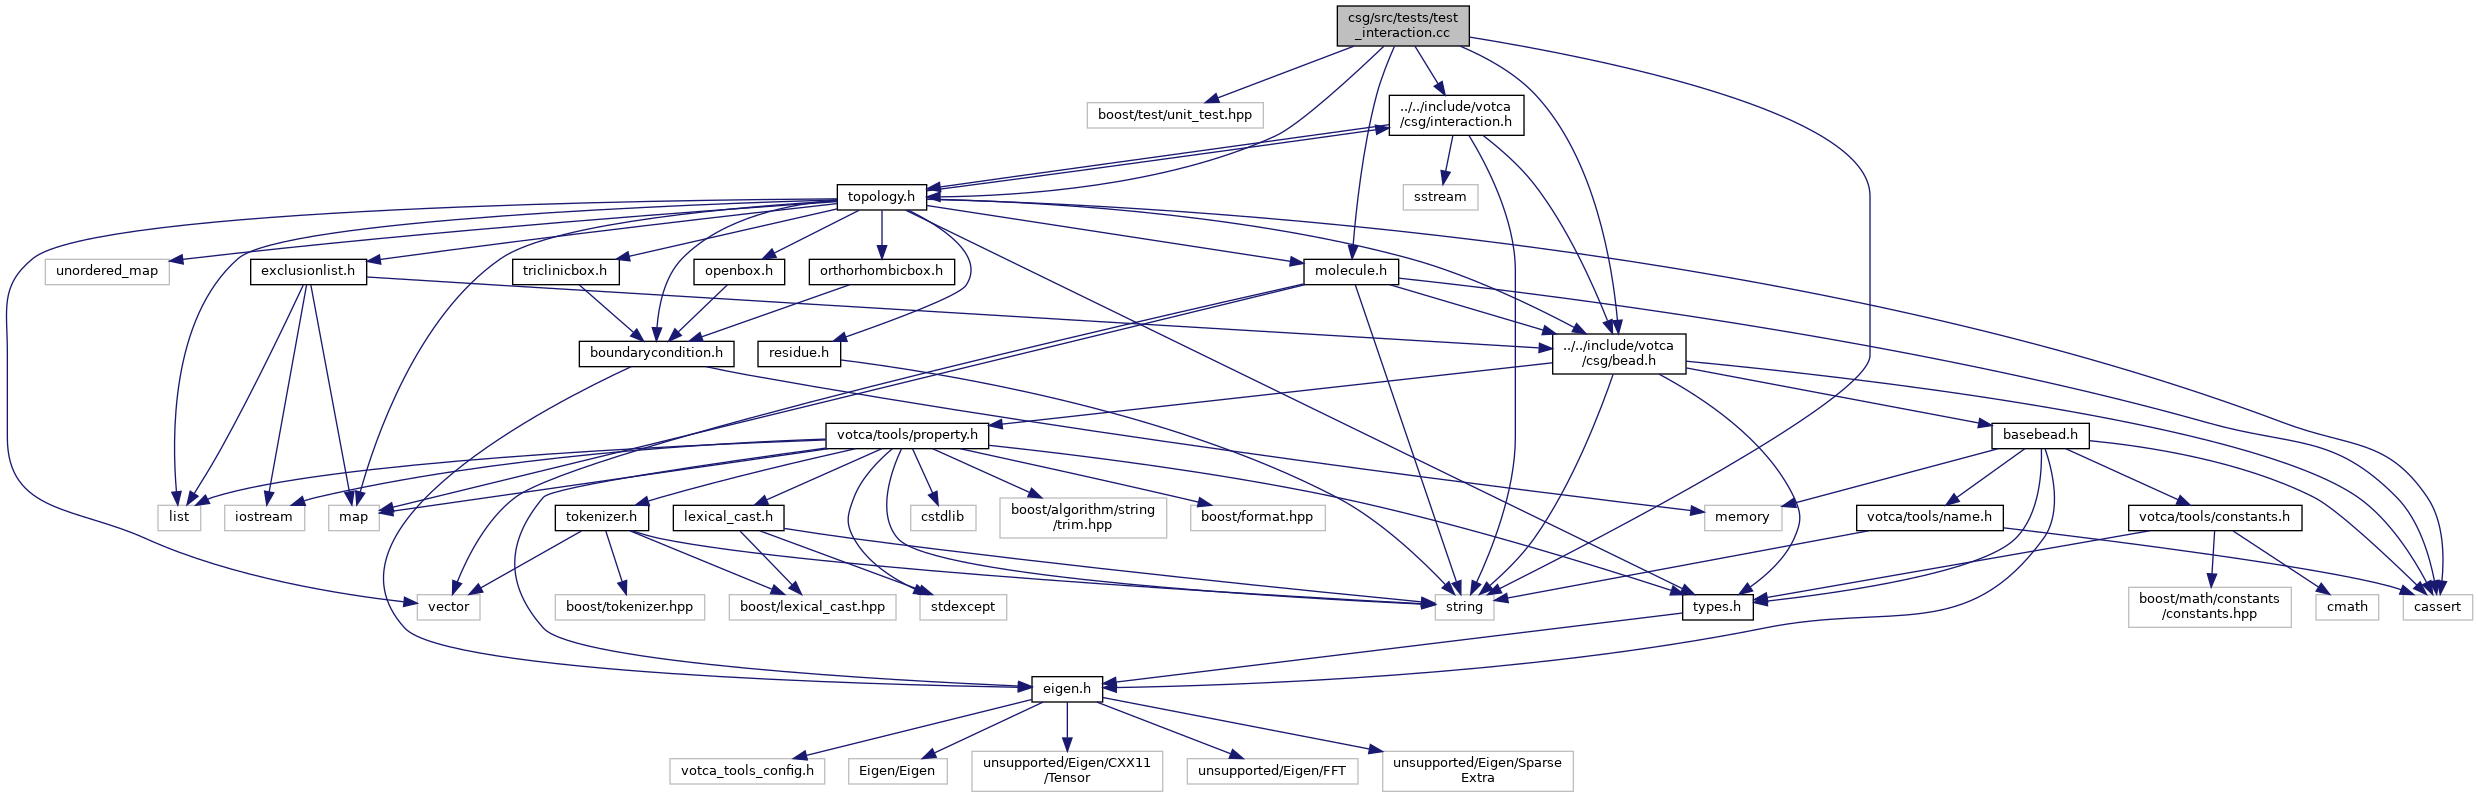 csg/src/tests/test
_interaction.cc
boost/test/unit_test.hpp
../../include/votca
/csg/interaction.h
topology.h
sstream
unordered_map
exclusionlist.h
triclinicbox.h
openbox.h
orthorhombicbox.h
molecule.h
boundarycondition.h
residue.h
../../include/votca
/csg/bead.h
votca/tools/property.h
basebead.h
list
iostream
map
tokenizer.h
lexical_cast.h
cstdlib
boost/algorithm/string
/trim.hpp
boost/format.hpp
memory
votca/tools/name.h
votca/tools/constants.h
vector
boost/tokenizer.hpp
boost/lexical_cast.hpp
stdexcept
string
types.h
boost/math/constants
/constants.hpp
cmath
cassert
eigen.h
votca_tools_config.h
Eigen/Eigen
unsupported/Eigen/CXX11
/Tensor
unsupported/Eigen/FFT
unsupported/Eigen/Sparse
Extra